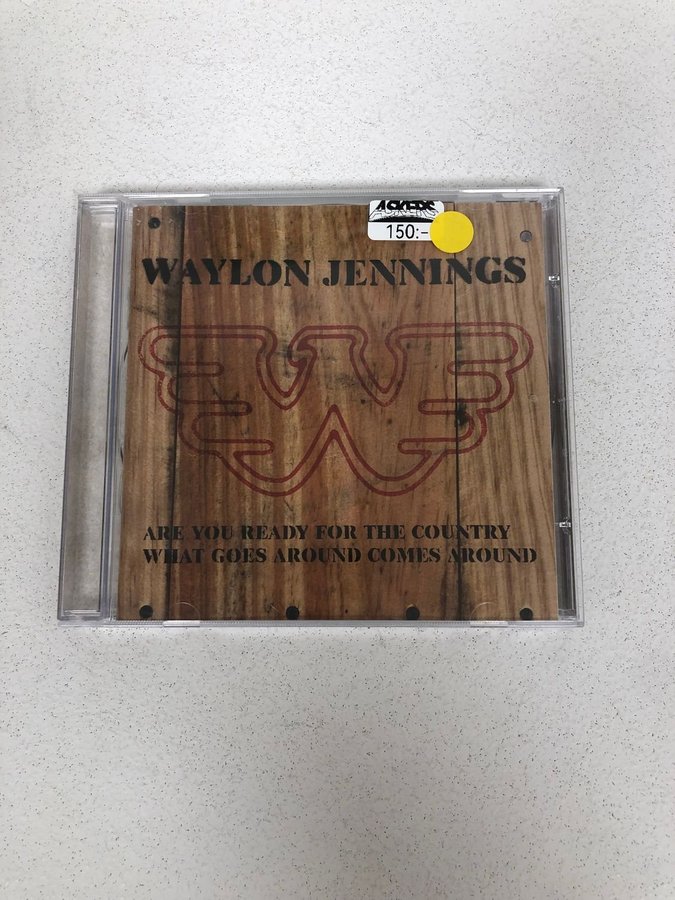 150:-
WAYLON JENNINGS
ARE YOU READY FOR THE COUNTRY
WHAT GOES AROUND COMES AROUND